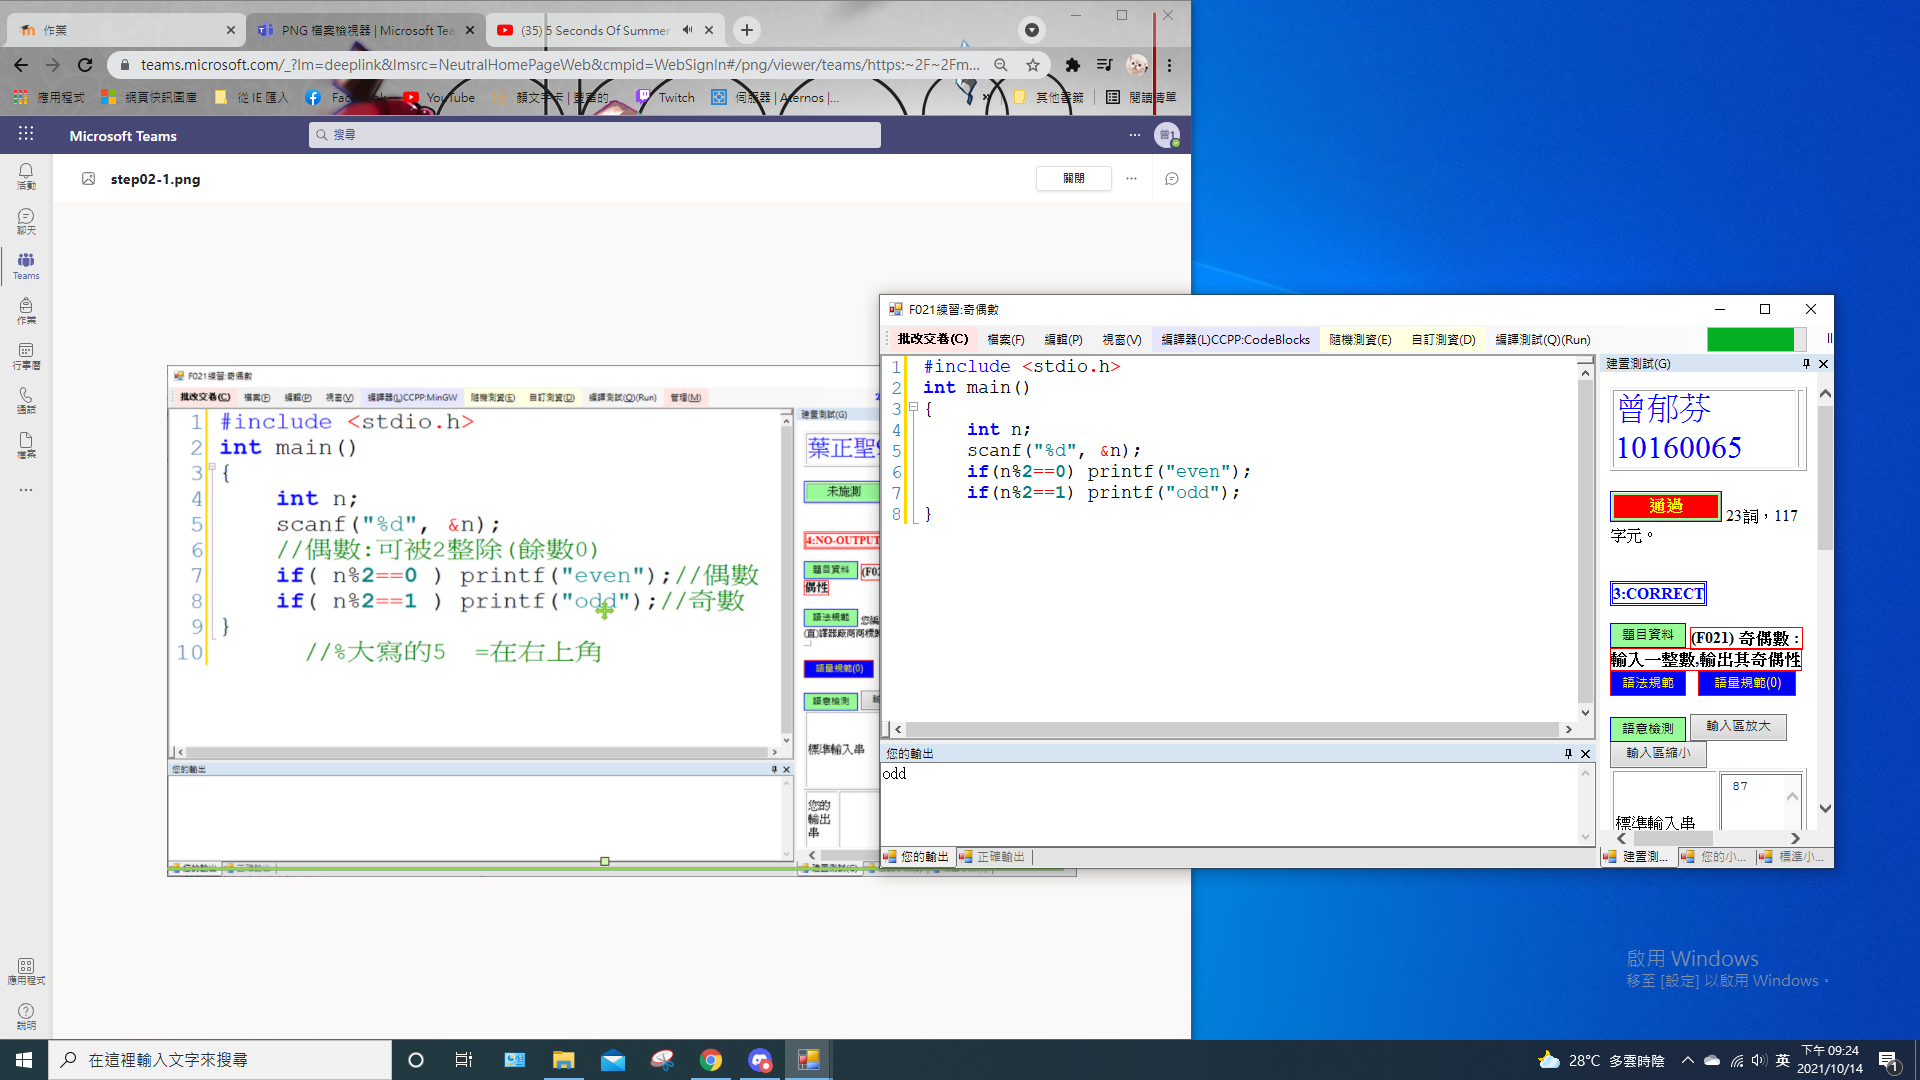 作業
PNG 檔案檢視器 | Microsoft Tea
(35) 5 Seconds Of Summer
teams.microsoft.com/_?lm=deeplink&lmsrc=NeutralHomePageWeb&cmpid=WebSignIn#/png/viewer/teams/https:~2F~2Fm...
應用程式
網頁快訊圖庫
從 IE 匯入
YouTube
Twitch
伺服器 | Aternos |...
»
其他書籤
閱讀清單
Microsoft Teams
搜尋
曾1
step02-1.png
關閉
活動
聊天
Teams
作業
行事曆
通話
檔案
應用程式
說明
F021練習:奇偶數
批改交卷(C) 檔案(F) 編輯(P) 視窗(V) 編譯器(L)CCPP:MinGW 隨機測資(E) 自訂測資(D) 編譯測試(Q)(Run) 管理(M)
1 #include <stdio.h>
2 int main()
3 {
4 int n;
5 scanf("%d", &n);
6 //偶數:可被2整除(餘數0)
7 if( n%2==0 ) printf("even");//偶數
8 if( n%2==1 ) printf("odd");//奇數
9 }
10 //%大寫的5 =在右上角
建置測試(G)
葉正聖
未施測
4:NO-OUTPUT
題目資料 (F02
偶性
語法規範
語量規範(0)
語意檢測
標準輸入串
您的
輸出
串
您的輸出
F021練習:奇偶數
批改交卷(C) 檔案(F) 編輯(P) 視窗(V) 編譯器(L)CCPP:CodeBlocks 隨機測資(E) 自訂測資(D) 編譯測試(Q)(Run)
1 #include <stdio.h>
2 int main()
3 {
4 int n;
5 scanf("%d", &n);
6 if(n%2==0) printf("even");
7 if(n%2==1) printf("odd");
8 }
您的輸出
odd
您的輸出 正確輸出
建置測試(G)
曾郁芬
10160065
通過 23詞，117
字元。
3:CORRECT
題目資料 (F021) 奇偶數 :
輸入一整數,輸出其奇偶性
語法規範 語量規範(0)
語意檢測 輸入區放大
輸入區縮小
標準輸入串 87
建置測... 您的小... 標準小...
啟用 Windows
移至 [設定] 以啟用 Windows。
在這裡輸入文字來搜尋
28°C 多雲時陰
英
下午 09:24
2021/10/14
1